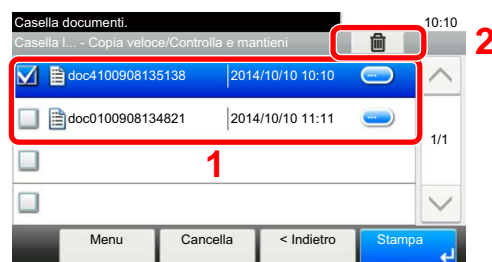 Casella documenti. 10:10
Casella l... - Copia veloce/Controlla e mantieni
2
doc4100908135138 2014/10/10 10:10
doc0100908134821 2014/10/10 11:11
1/1
1
Menu Cancella < Indietro Stampa